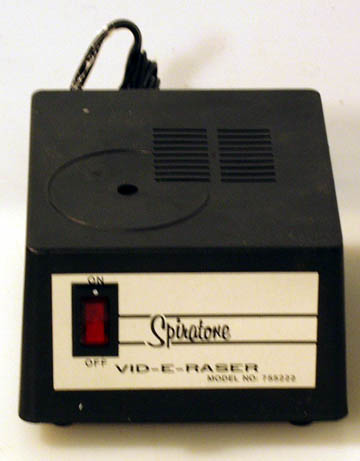 ON
Spiratone
OFF
VID-E-RASER
MODEL NO: 755222